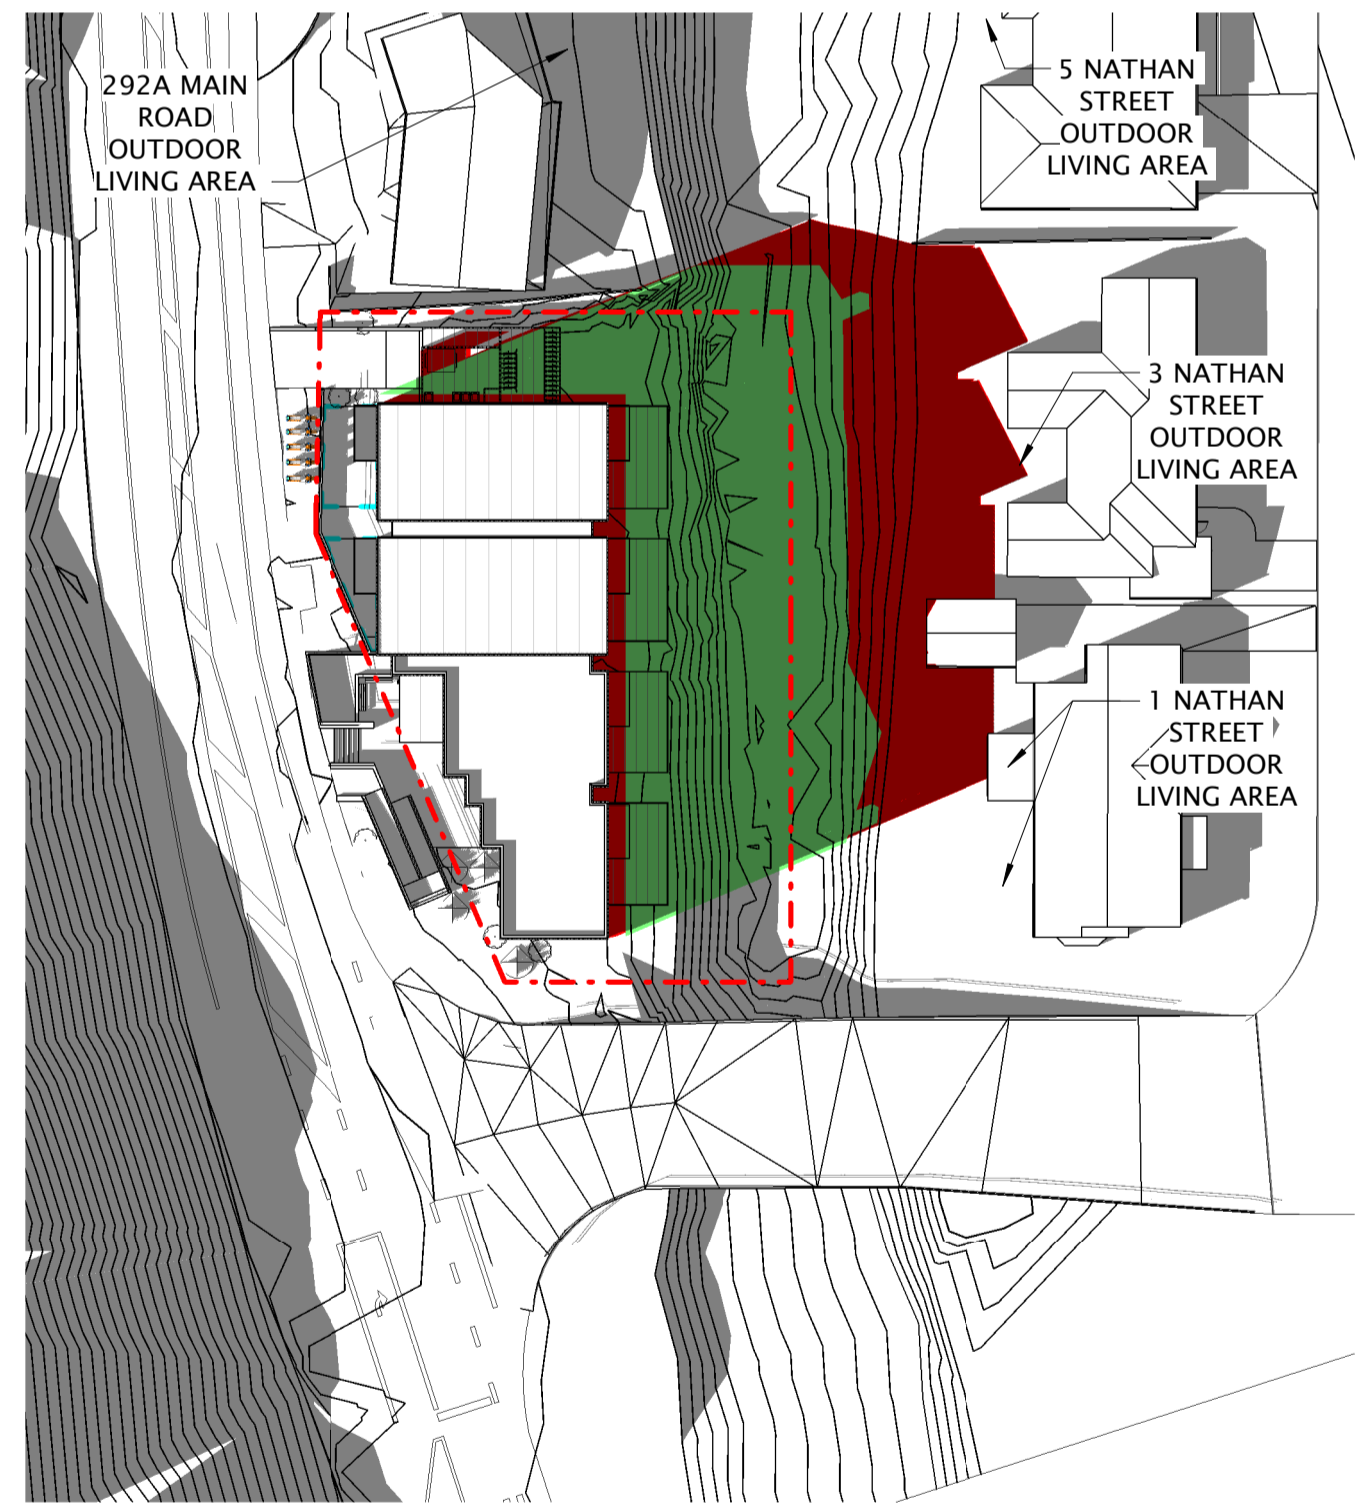 292A MAIN
ROAD
OUTDOOR
LIVING AREA
5 NATHAN
STREET
OUTDOOR
LIVING AREA
3 NATHAN
STREET
OUTDOOR
LIVING AREA
1 NATHAN
STREET
OUTDOOR
LIVING AREA